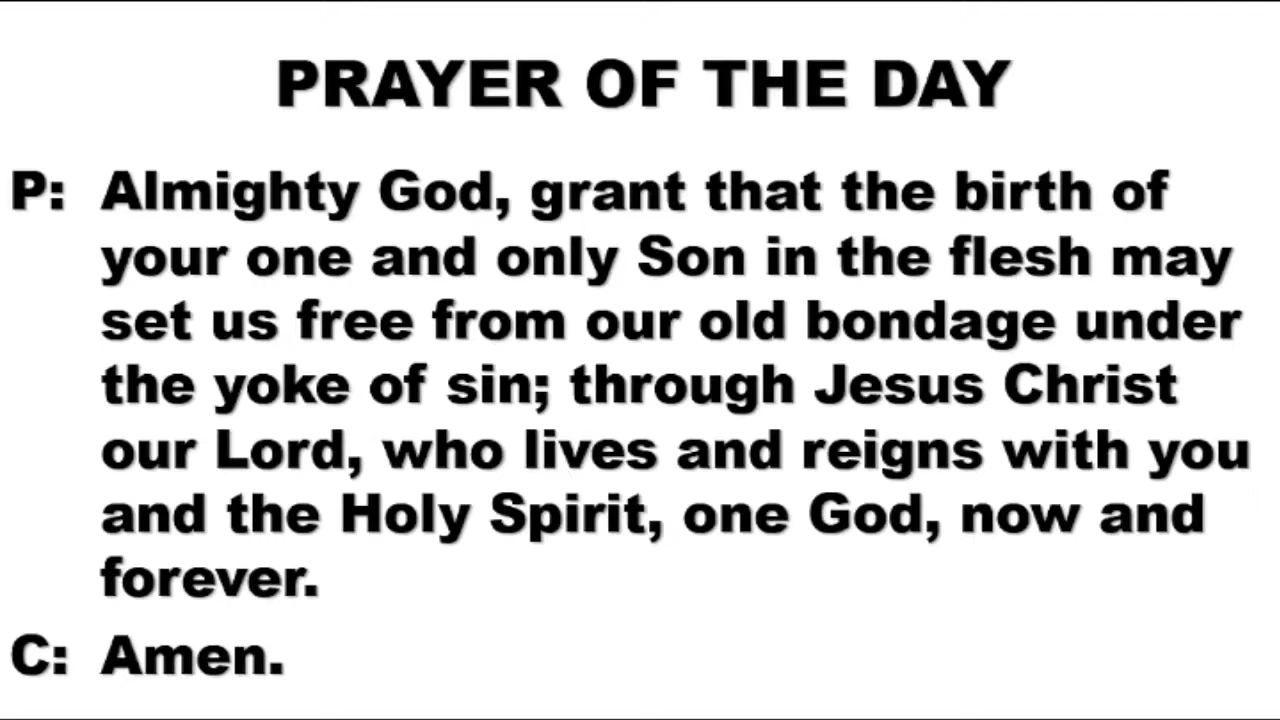 PRAYER OF THE DAY
P: Almighty God, grant that the birth of
your one and only Son in the flesh may
set us free from our old bondage under
the yoke of sin; through Jesus Christ
our Lord, who lives and reigns with you
and the Holy Spirit, one God, now and
forever.
C: Amen.